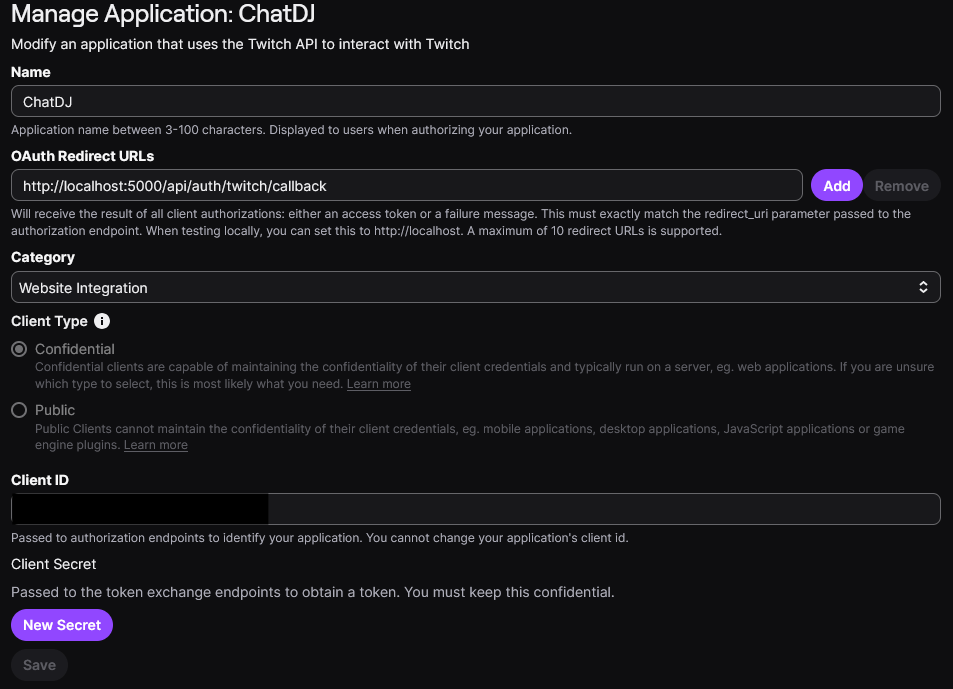 Manage Application: ChatDJ
Modify an application that uses the Twitch API to interact with Twitch
Name
ChatDJ
Application name between 3-100 characters. Displayed to users when authorizing your application.
OAuth Redirect URLs
http://localhost:5000/api/auth/twitch/callback
Add
Remove
Will receive the result of all client authorizations: either an access token or a failure message. This must exactly match the redirect_uri parameter passed to the
authorization endpoint. When testing locally, you can set this to http://localhost. A maximum of 10 redirect URLs is supported.
Category
Website Integration
Client Type
Confidential
Confidential clients are capable of maintaining the confidentiality of their client credentials and typically run on a server, eg. web applications. If you are unsure
which type to select, this is most likely what you need. Learn more
Public
Public Clients cannot maintain the confidentiality of their client credentials, eg. mobile applications, desktop applications, JavaScript applications or game
engine plugins. Learn more
Client ID
Passed to authorization endpoints to identify your application. You cannot change your application's client id.
Client Secret
Passed to the token exchange endpoints to obtain a token. You must keep this confidential.
New Secret
Save